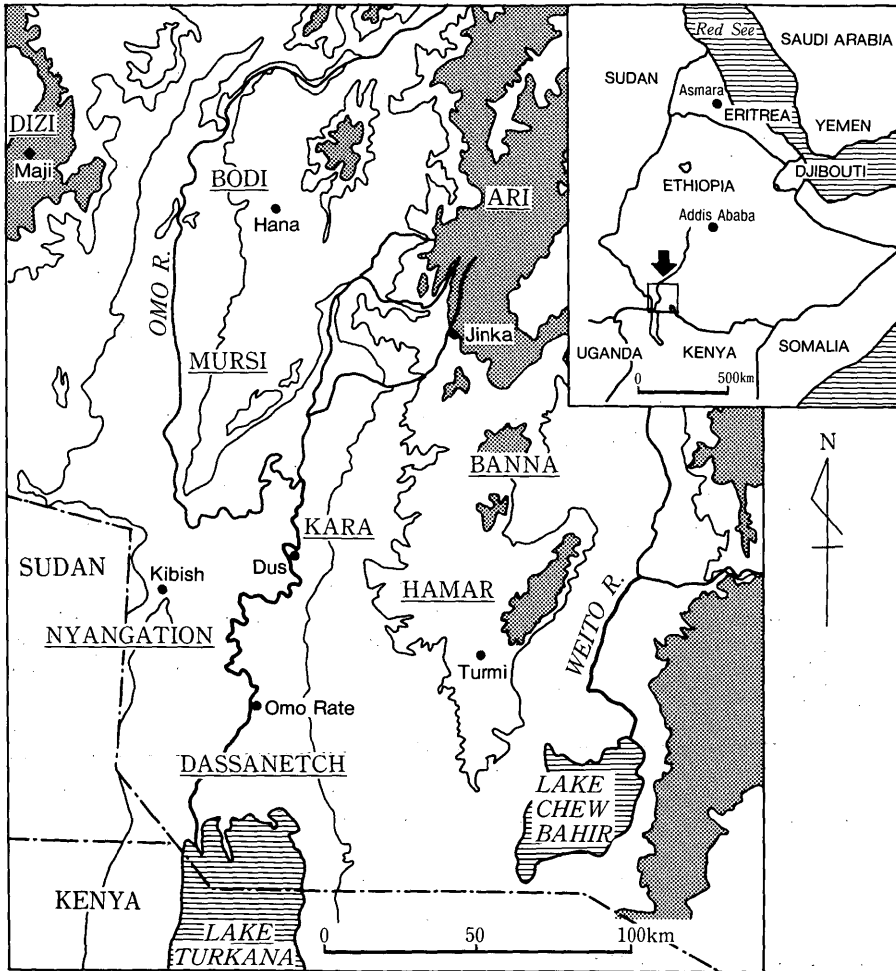 DIZI
Maji
BODI
Hana
ARI
OMO R.
MURSI
Jinka
BANNA
KARA
Dus
SUDAN
Kibish
HAMAR
NYANGATION
WEITO R.
Turmi
Omo Rate
DASSANETCH
LAKE
CHEW
BAHIR
KENYA
LAKE
TURKANA
0 50 100km
N
Red See
SAUDI ARABIA
SUDAN
Asmara
ERITREA
YEMEN
DJIBOUTI
ETHIOPIA
Addis Ababa
UGANDA
KENYA
SOMALIA
0 500km